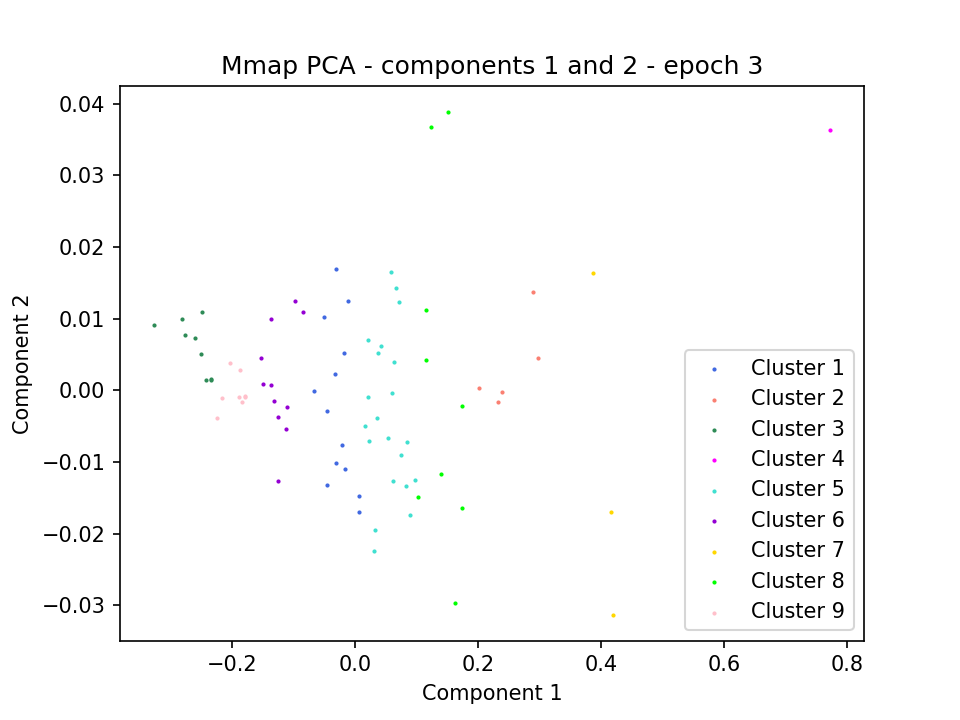 Mmap PCA - components 1 and 2 - epoch 3
0.04
0.03
0.02
0.01
0.00
−0.01
−0.02
−0.03
Component 2
−0.2
0.0
0.2
0.4
0.6
0.8
Component 1
Cluster 1
Cluster 2
Cluster 3
Cluster 4
Cluster 5
Cluster 6
Cluster 7
Cluster 8
Cluster 9